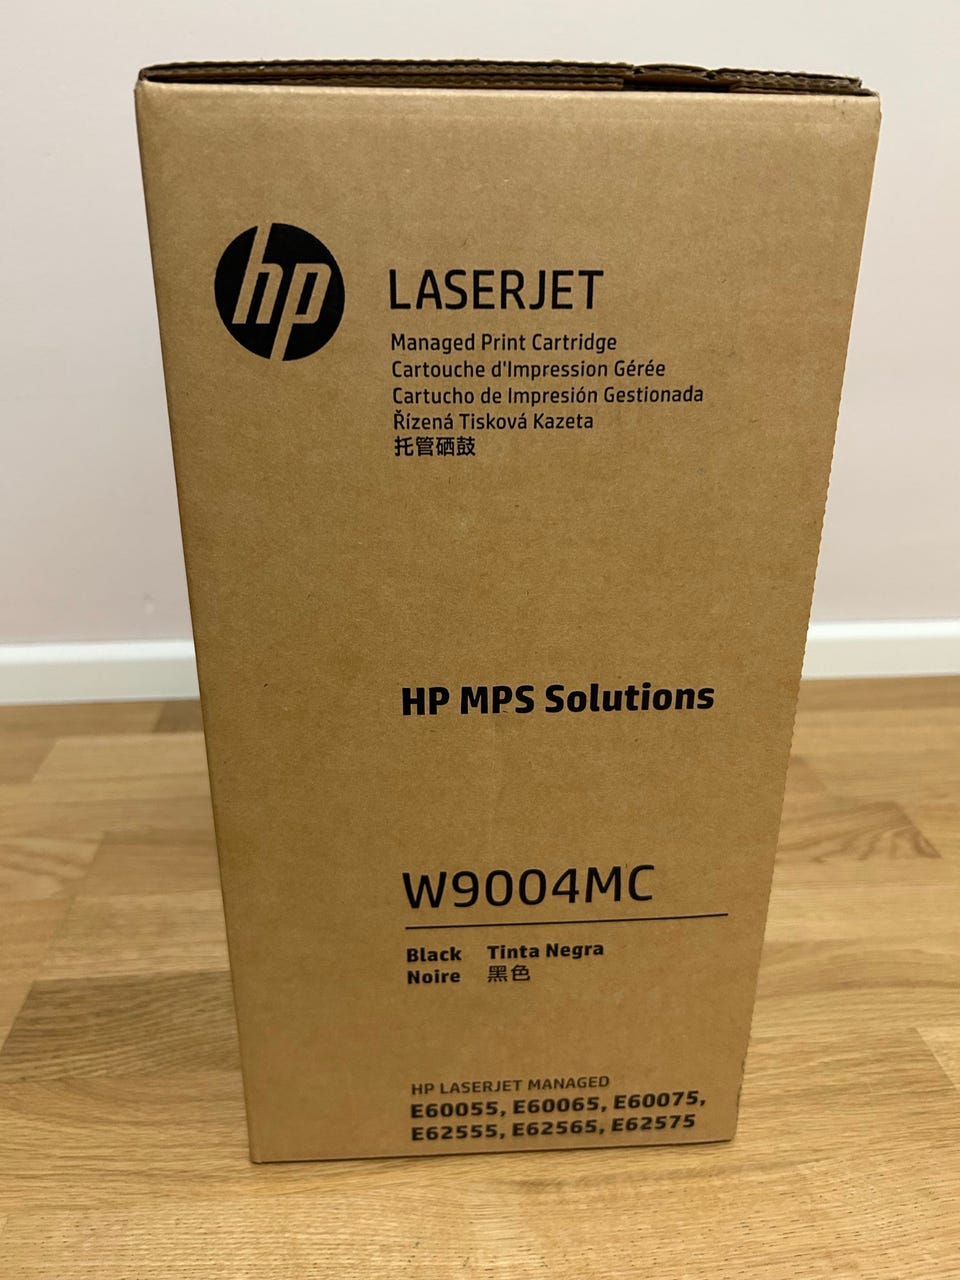 hp
LASERJET
Managed Print Cartridge
Cartouche d'Impression Gérée
Cartucho de Impresión Gestionada
Řízená Tisková Kazeta
托管硒鼓
HP MPS Solutions
W9004MC
Black Tinta Negra
Noire 黑色
HP LASERJET MANAGED
E60055, E60065, E60075,
E62555, E62565, E62575